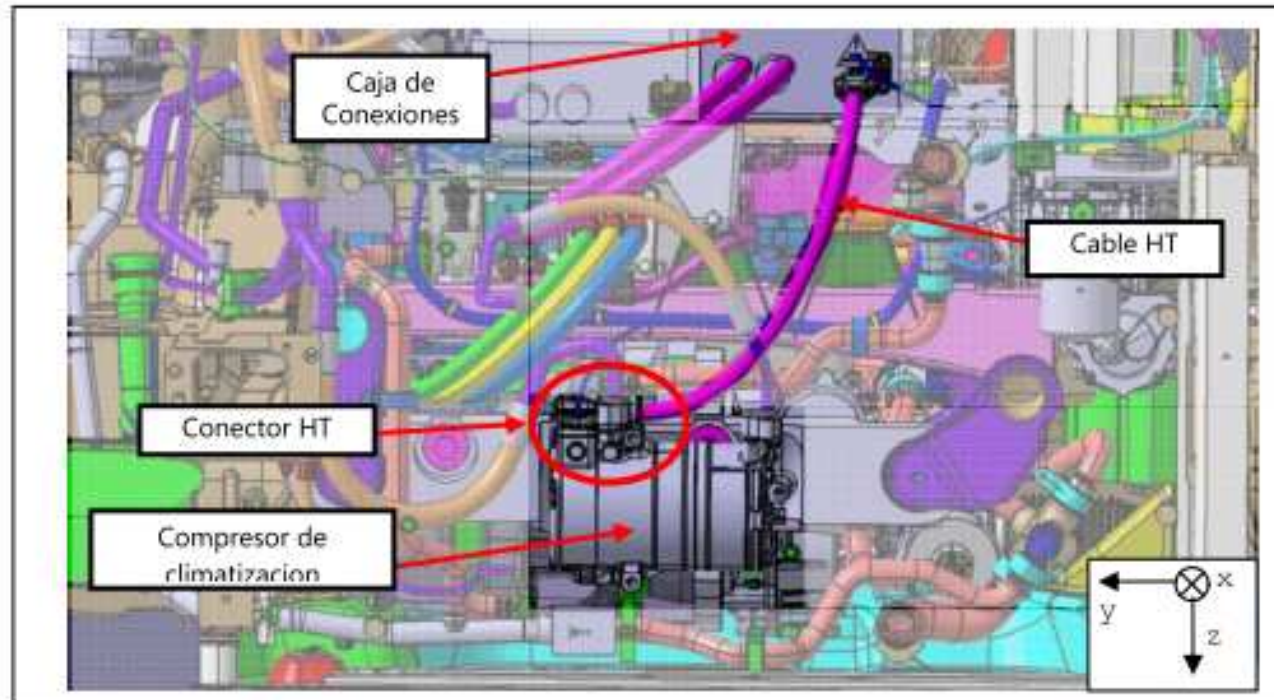 Caja de
Conexiones
Cable HT
Conector HT
Compresor de
climatizacion
x
y
z